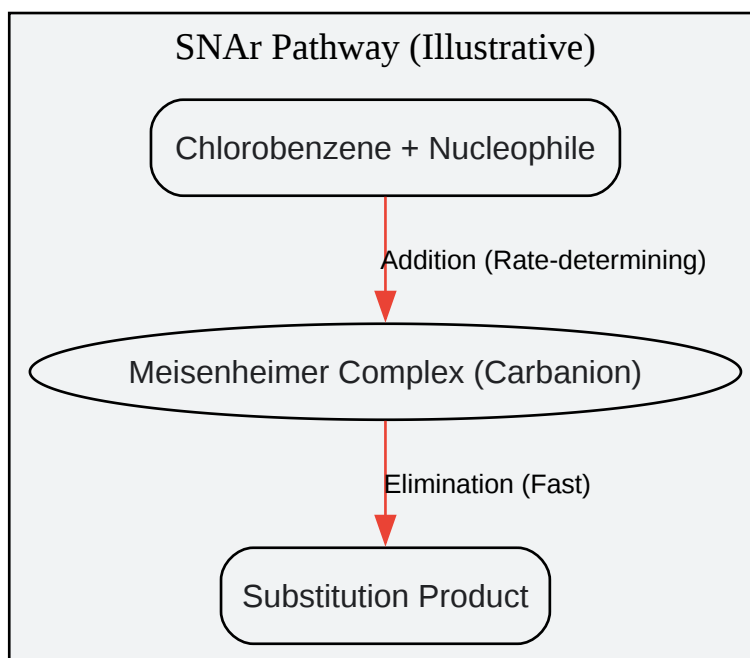 SNAr Pathway (Illustrative)
Chlorobenzene + Nucleophile
Addition (Rate-determining)
Meisenheimer Complex (Carbanion)
Elimination (Fast)
Substitution Product